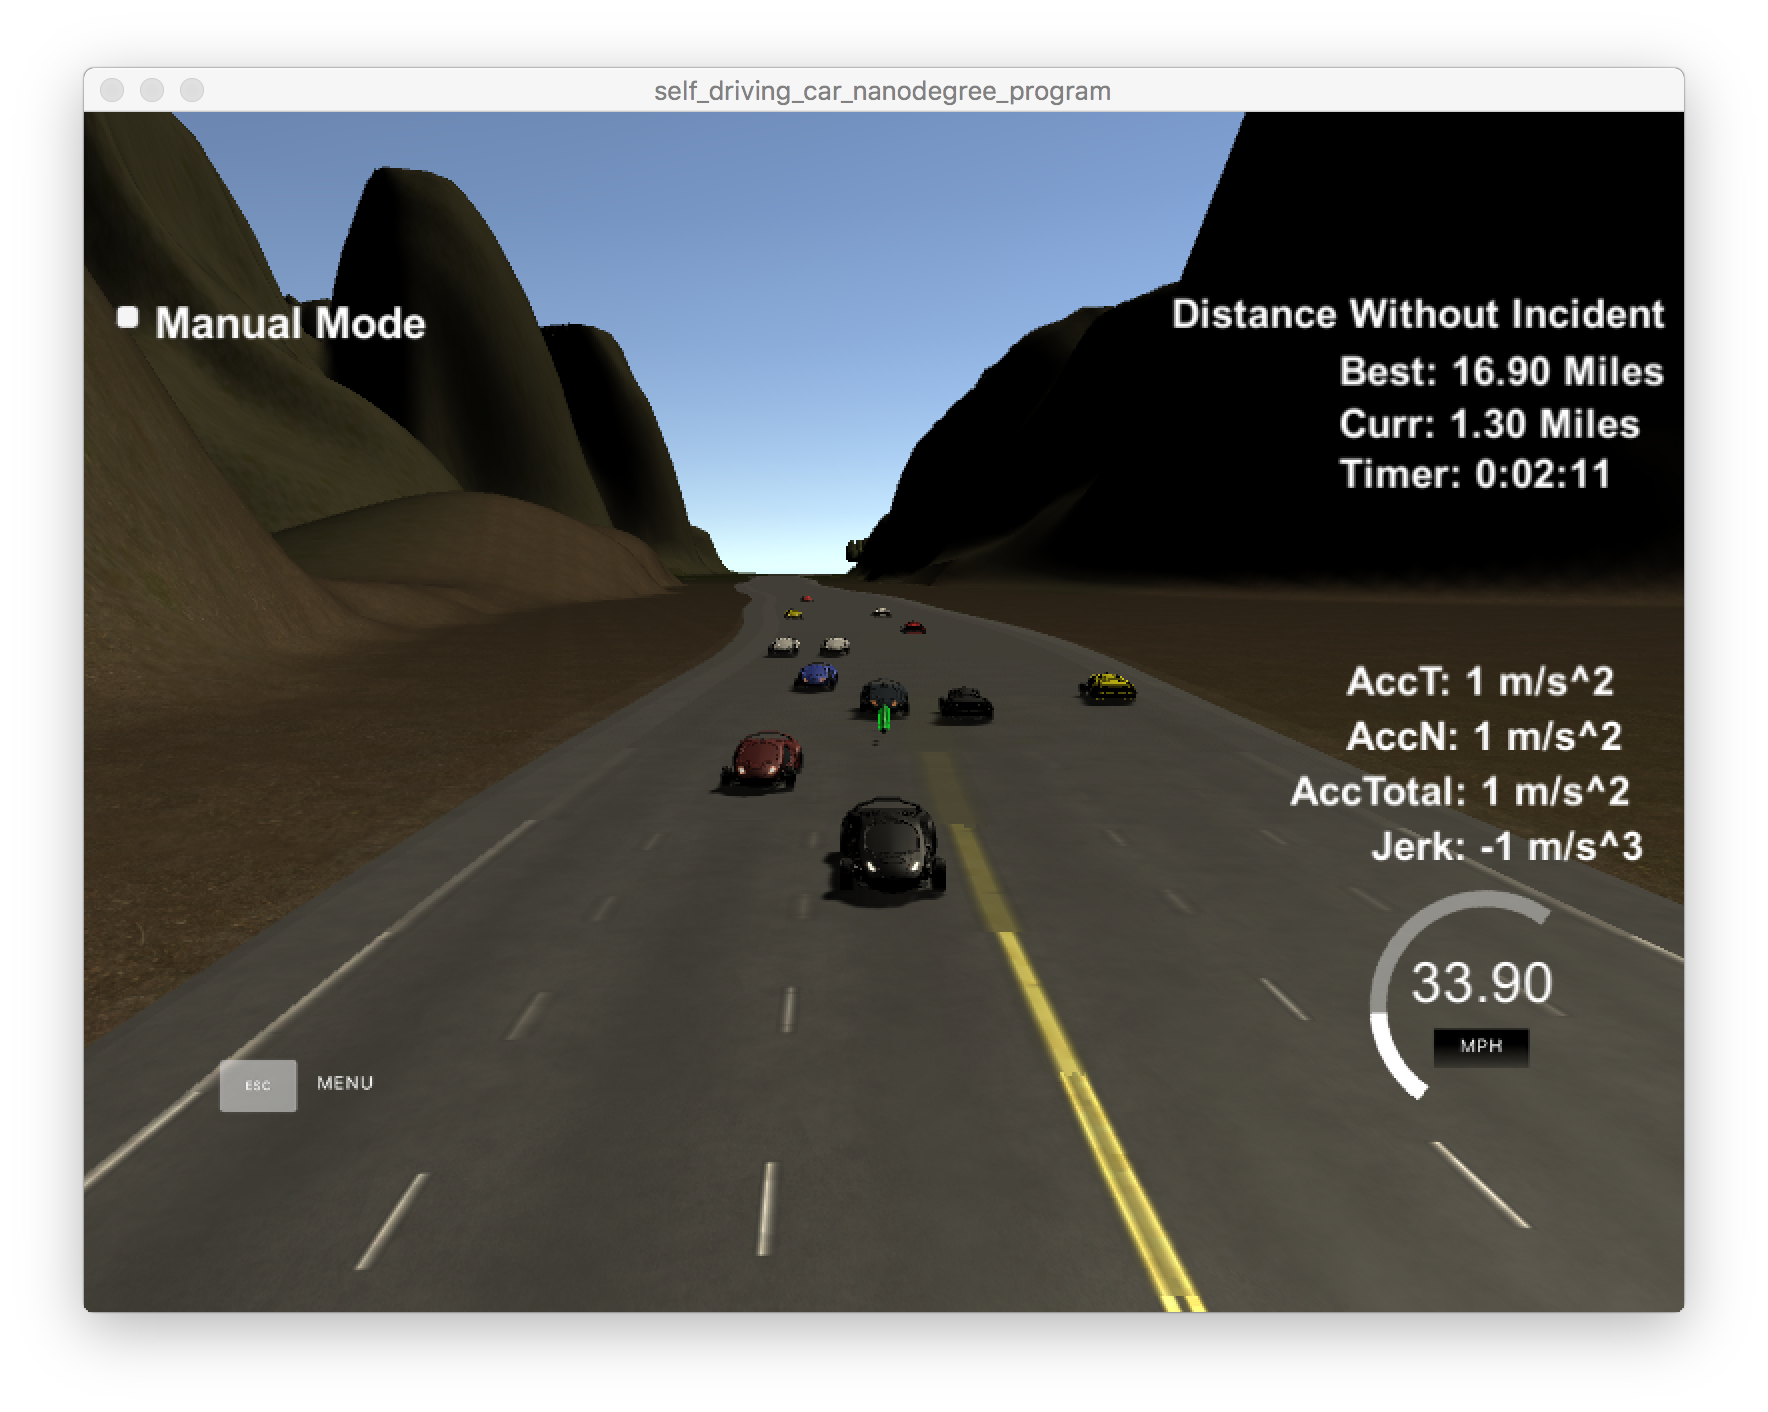 self_driving_car_nanodegree_program
Manual Mode
Distance Without Incident
Best: 16.90 Miles
Curr: 1.30 Miles
Timer: 0:02:11
AccT: 1 m/s^2
AccN: 1 m/s^2
AccTotal: 1 m/s^2
Jerk: -1 m/s^3
33.90
MPH
ESC MENU